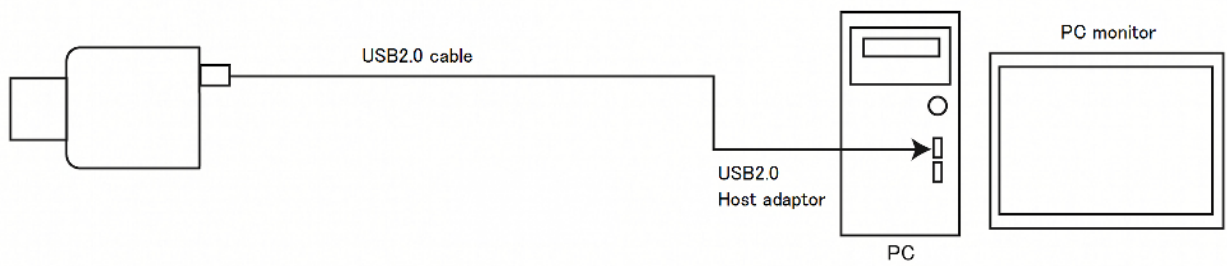 USB2.0 cable
PC monitor
USB2.0
Host adaptor
PC